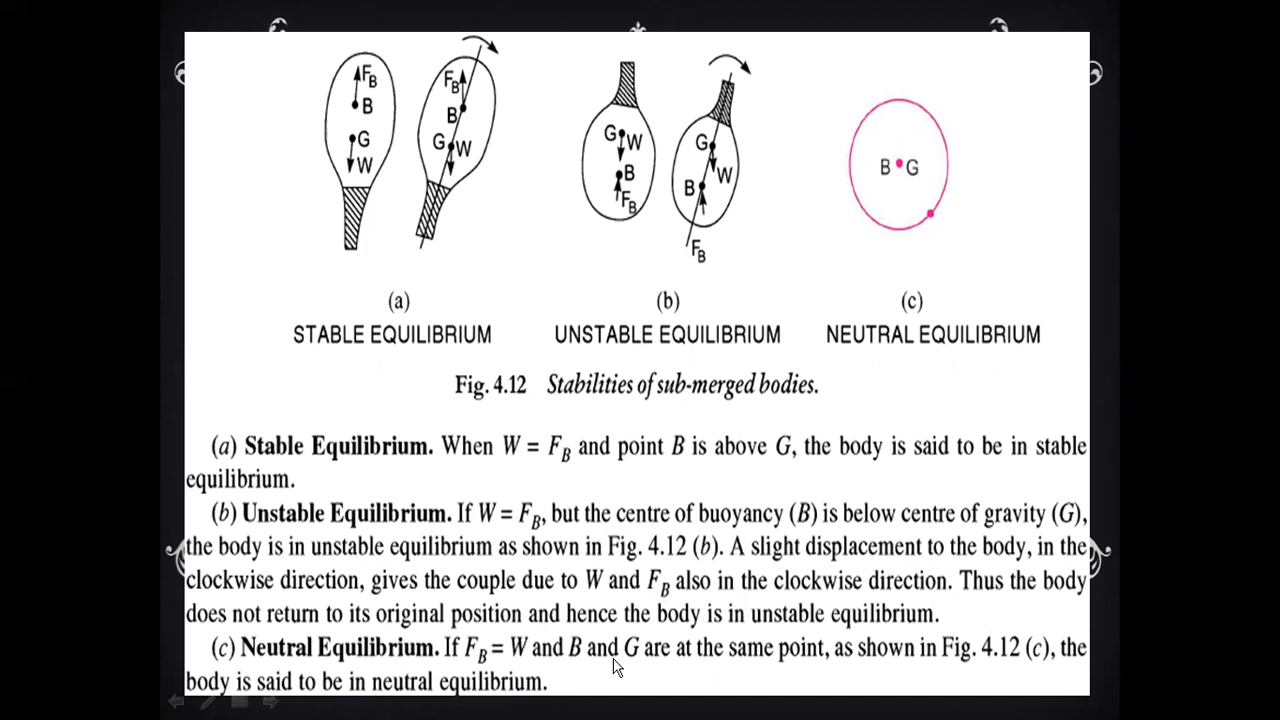 F_B F_B
B B
G G W
W
G W G W
B B
F_B F_B
B G
(a) (b) (c)
STABLE EQUILIBRIUM UNSTABLE EQUILIBRIUM NEUTRAL EQUILIBRIUM
Fig. 4.12 Stabilities of sub-merged bodies.
(a) Stable Equilibrium. When W = F_B and point B is above G, the body is said to be in stable
equilibrium.
(b) Unstable Equilibrium. If W = F_B, but the centre of buoyancy (B) is below centre of gravity (G),
the body is in unstable equilibrium as shown in Fig. 4.12 (b). A slight displacement to the body, in the
clockwise direction, gives the couple due to W and F_B also in the clockwise direction. Thus the body
does not return to its original position and hence the body is in unstable equilibrium.
(c) Neutral Equilibrium. If F_B = W and B and G are at the same point, as shown in Fig. 4.12 (c), the
body is said to be in neutral equilibrium.